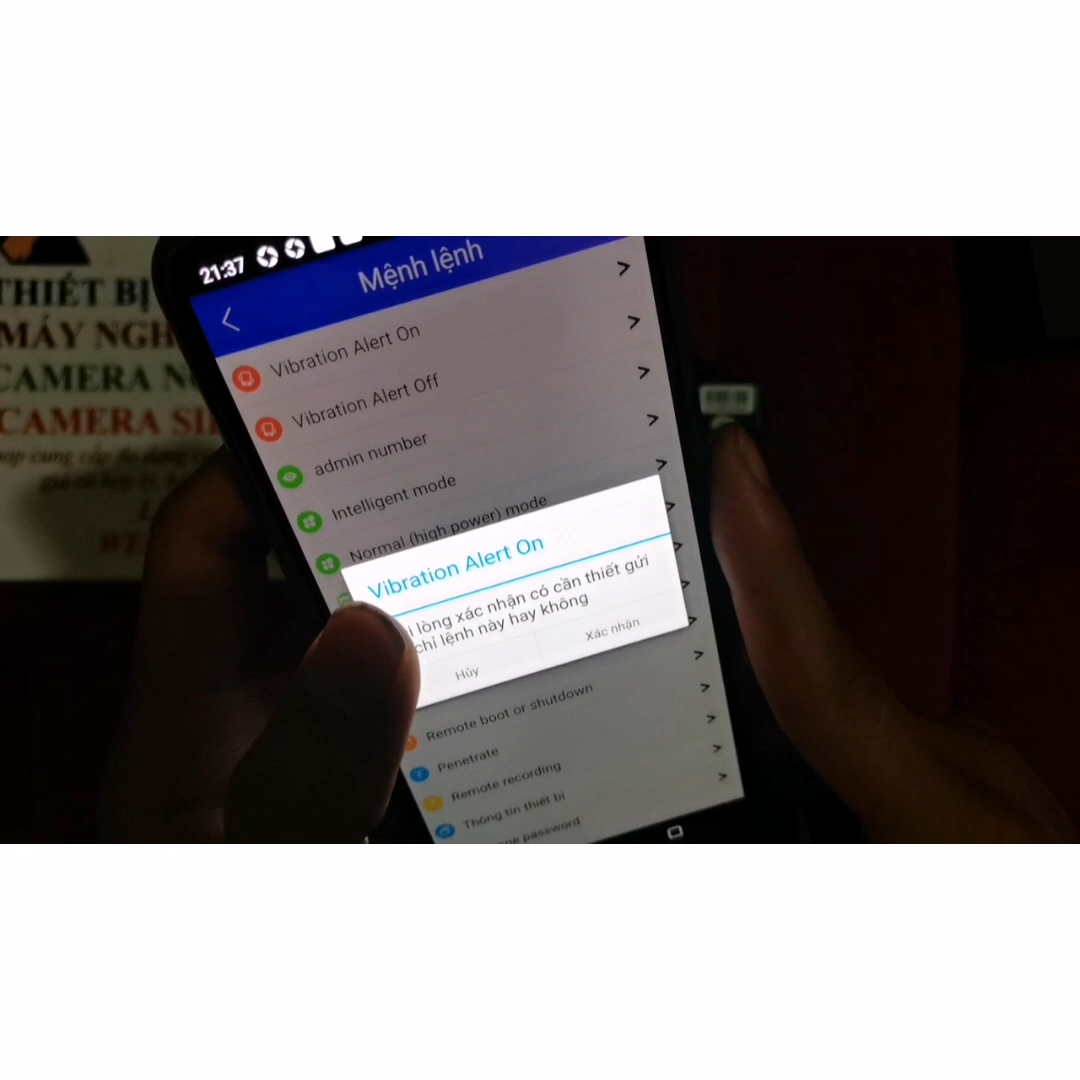 THIẾT BỊ
MÁY NGH
CAMERA
CAMERA
21:37
Mệnh lệnh
Vibration Alert On
Vibration Alert Off
admin number
Intelligent mode
Normal (high power) mode
Vibration Alert On
lòng xác nhận có cần thiết gửi
chỉ lệnh này hay không
Hủy
Xác nhận
Remote boot or shutdown
Penetrate
Remote recording
Thông tin thiết bị
password